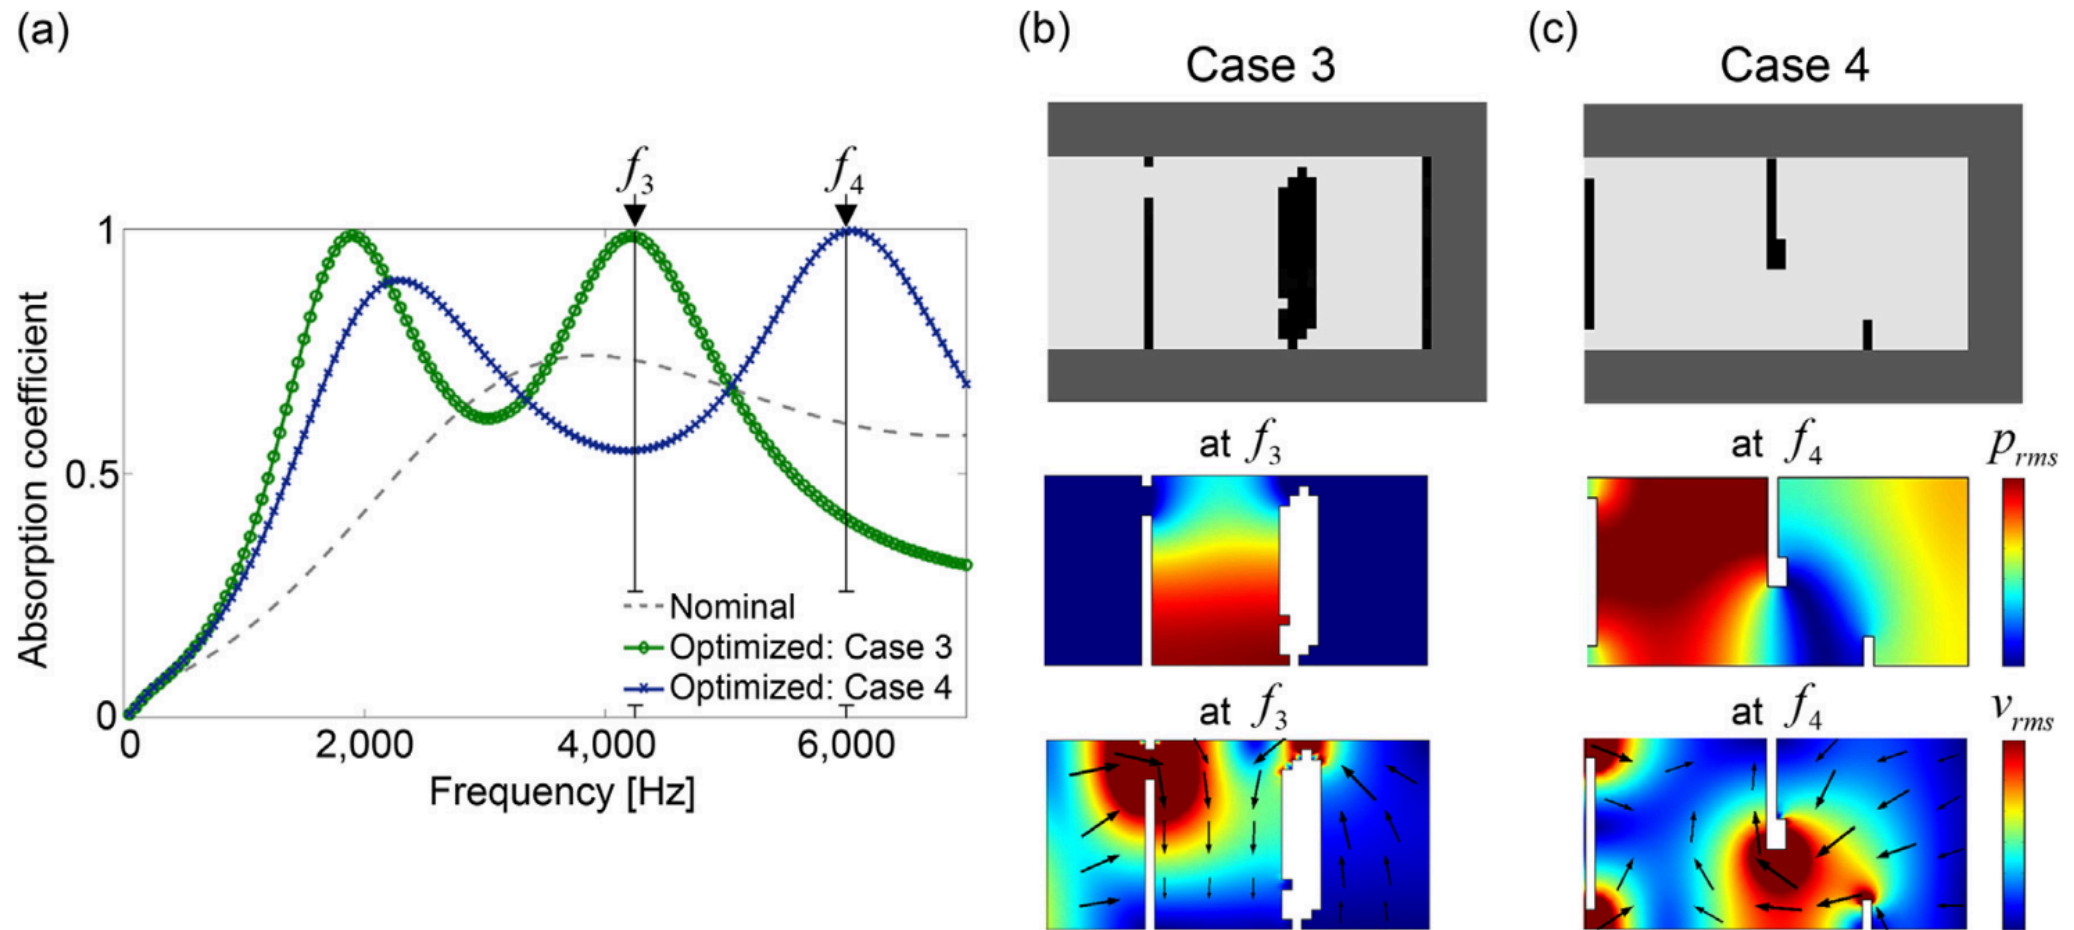 (a)
f3
f4
1
0.5
0
Absorption coefficient
Nominal
Optimized: Case 3
Optimized: Case 4
0
2,000
4,000
6,000
Frequency [Hz]
(b)
Case 3
at f3
at f3
(c)
Case 4
at f4
prms
at f4
vrms